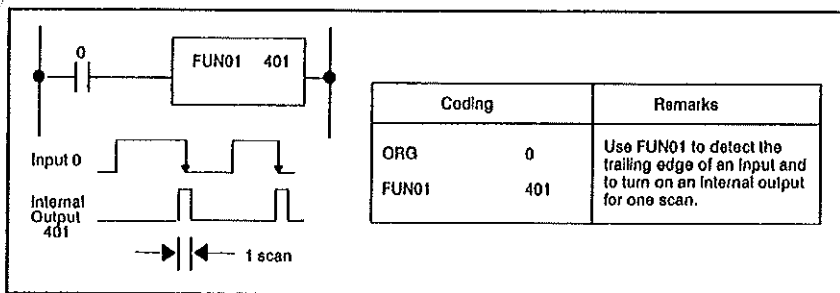 0
FUN01 401
Input 0
Internal
Output
401
1 scan
Coding Remarks
ORG 0
FUN01 401
Use FUN01 to detect the
trailing edge of an Input and
to turn on an Internal output
for one scan.